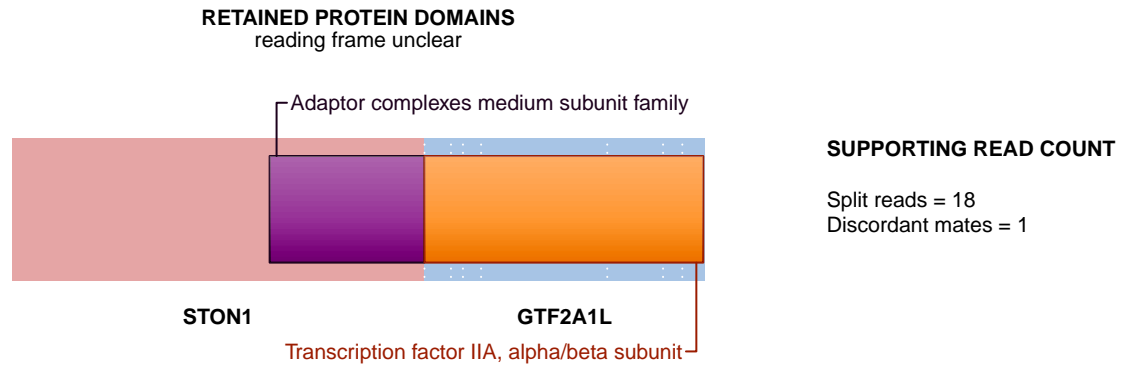 RETAINED PROTEIN DOMAINS
reading frame unclear
Adaptor complexes medium subunit family
SUPPORTING READ COUNT
Split reads = 18
Discordant mates = 1
STON1
GTF2A1L
Transcription factor IIA, alpha/beta subunit